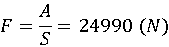 F = A/S = 24990 (N)